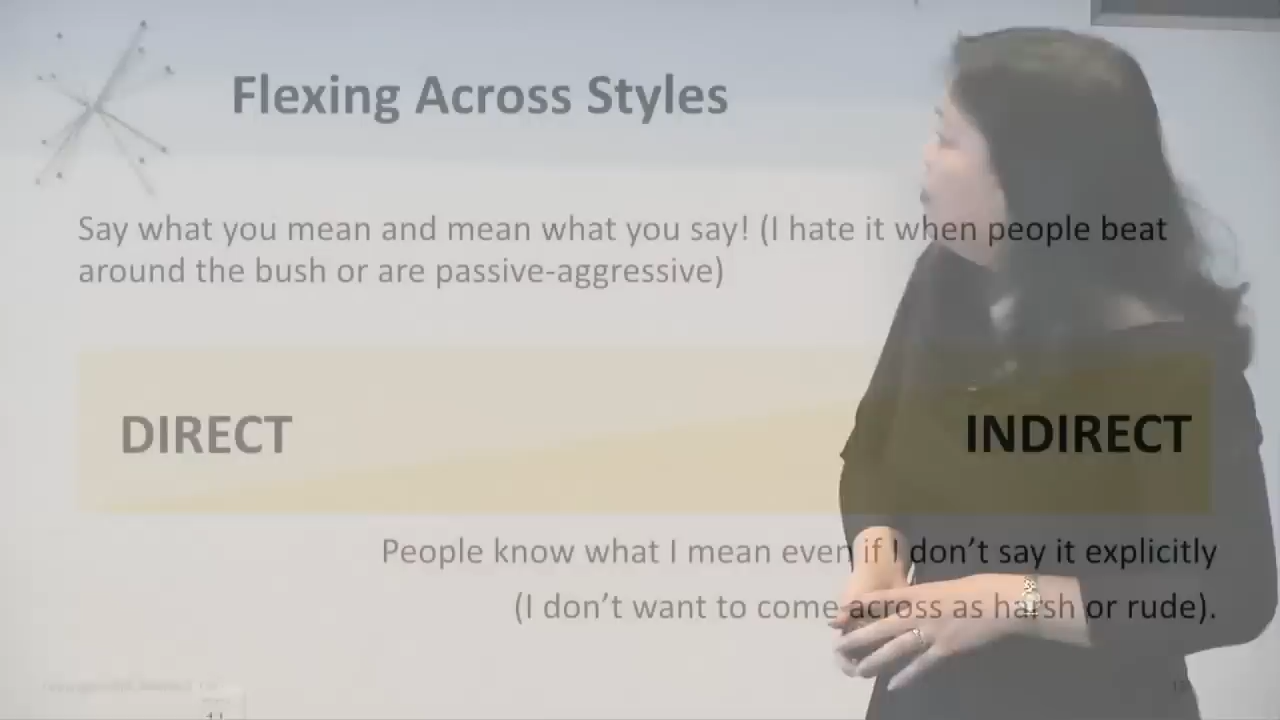 Flexing Across Styles
Say what you mean and mean what you say! (I hate it when people beat
around the bush or are passive-aggressive)
DIRECT
INDIRECT
People know what I mean even if I don’t say it explicitly
(I don’t want to come across as harsh or rude).